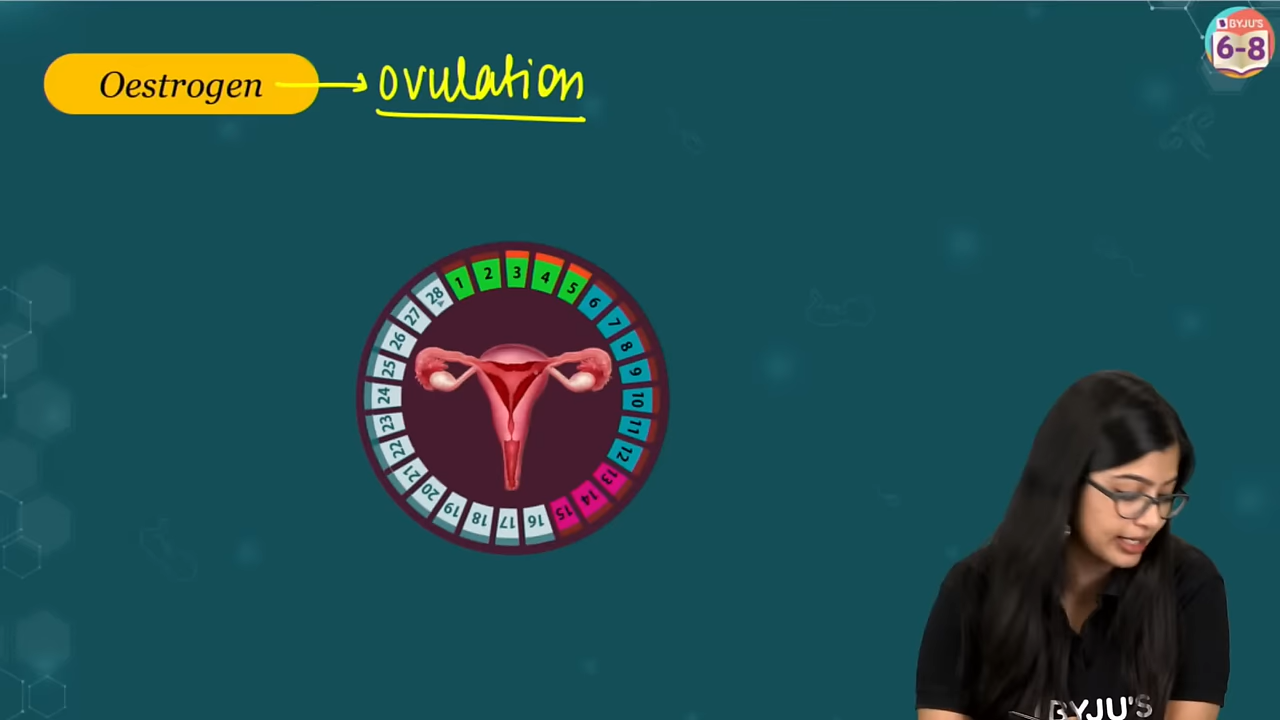 BYJU'S
6-8
Oestrogen → ovulation
1 2 3 4 5 6 7 8 9 10 11 12 13 14 15 16 17 18 19 20 21 22 23 24 25 26 27 28
BYJU'S